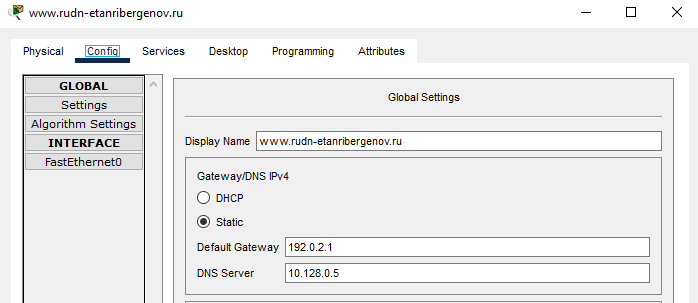 www.rudn-etanribergenov.ru
Physical Config Services Desktop Programming Attributes
GLOBAL
Settings
Algorithm Settings
INTERFACE
FastEthernet0
Global Settings
Display Name www.rudn-etanribergenov.ru
Gateway/DNS IPv4
DHCP
Static
Default Gateway 192.0.2.1
DNS Server 10.128.0.5